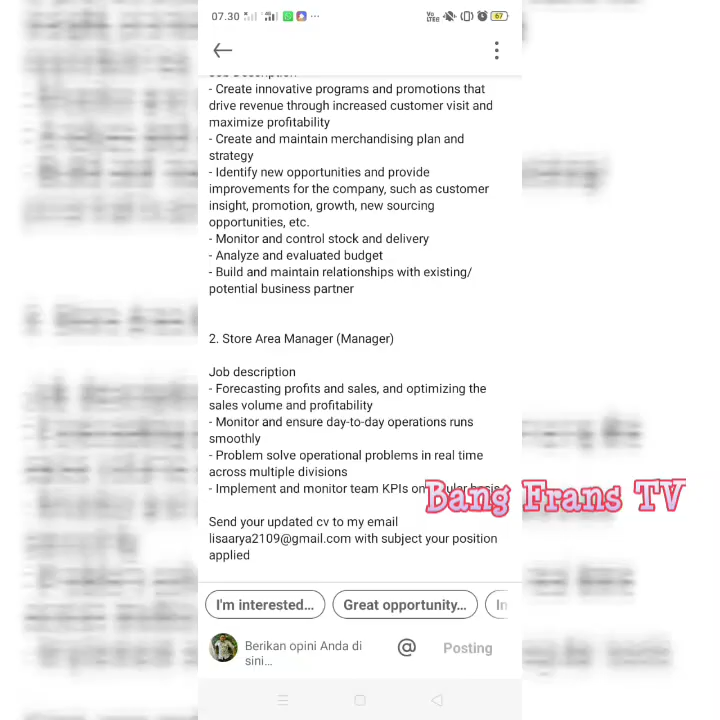 07.30
67
- Create innovative programs and promotions that
drive revenue through increased customer visit and
maximize profitability
- Create and maintain merchandising plan and
strategy
- Identify new opportunities and provide
improvements for the company, such as customer
insight, promotion, growth, new sourcing
opportunities, etc.
- Monitor and control stock and delivery
- Analyze and evaluated budget
- Build and maintain relationships with existing/
potential business partner
2. Store Area Manager (Manager)
Job description
- Forecasting profits and sales, and optimizing the
sales volume and profitability
- Monitor and ensure day-to-day operations runs
smoothly
- Problem solve operational problems in real time
across multiple divisions
- Implement and monitor team KPIs on
Bang Frans TV
Send your updated cv to my email
lisaarya2109@gmail.com with subject your position
applied
I'm interested...
Great opportunity...
In
Berikan opini Anda di
sini...
@
Posting